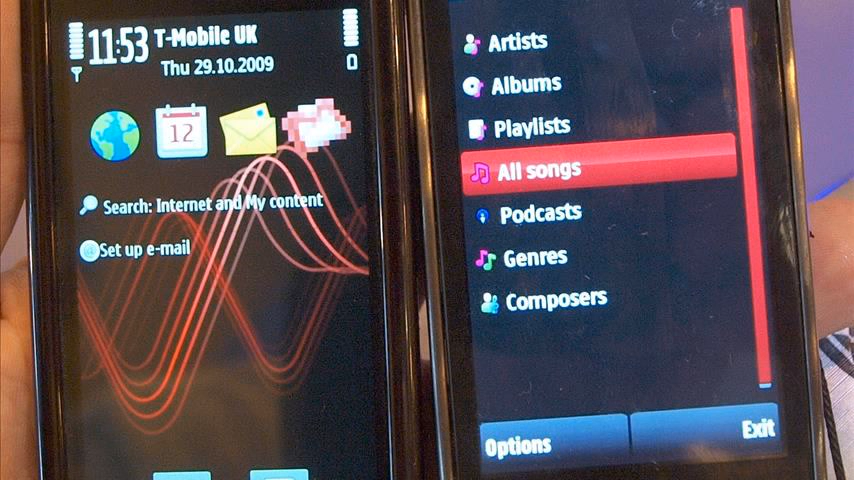 11:53
T-Mobile UK
Thu 29.10.2009
12
Search: Internet and My content
Set up e-mail
Artists
Albums
Playlists
All songs
Podcasts
Genres
Composers
Options
Exit